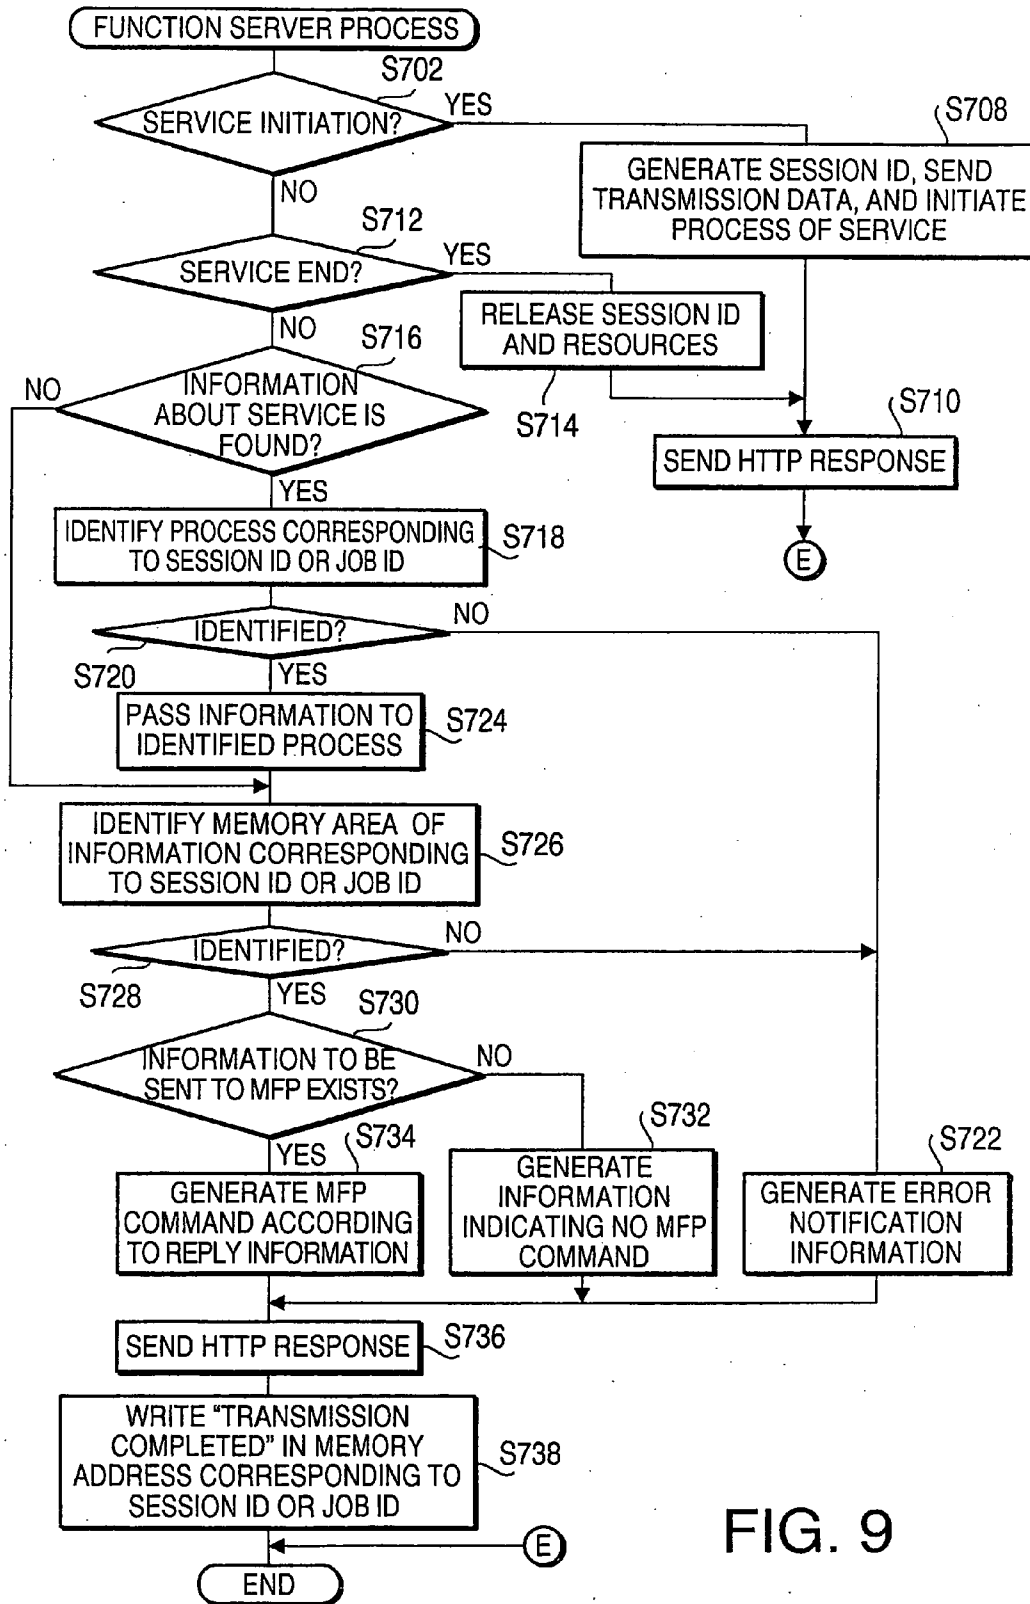 FUNCTION SERVER PROCESS
S702
SERVICE INITIATION?
YES
NO
S708
GENERATE SESSION ID, SEND
TRANSMISSION DATA, AND INITIATE
PROCESS OF SERVICE
S712
SERVICE END?
YES
NO
RELEASE SESSION ID
AND RESOURCES
S714
S716
INFORMATION
ABOUT SERVICE IS
FOUND?
NO
YES
S710
SEND HTTP RESPONSE
E
IDENTIFY PROCESS CORRESPONDING
TO SESSION ID OR JOB ID
S718
IDENTIFIED?
NO
S720
YES
PASS INFORMATION TO
IDENTIFIED PROCESS
S724
IDENTIFY MEMORY AREA OF
INFORMATION CORRESPONDING
TO SESSION ID OR JOB ID
S726
IDENTIFIED?
NO
S728
YES
S730
INFORMATION TO BE
SENT TO MFP EXISTS?
NO
YES
S734
GENERATE MFP
COMMAND ACCORDING
TO REPLY INFORMATION
S732
GENERATE
INFORMATION
INDICATING NO MFP
COMMAND
S722
GENERATE ERROR
NOTIFICATION
INFORMATION
SEND HTTP RESPONSE
S736
WRITE "TRANSMISSION
COMPLETED" IN MEMORY
ADDRESS CORRESPONDING TO
SESSION ID OR JOB ID
S738
E
END
FIG. 9